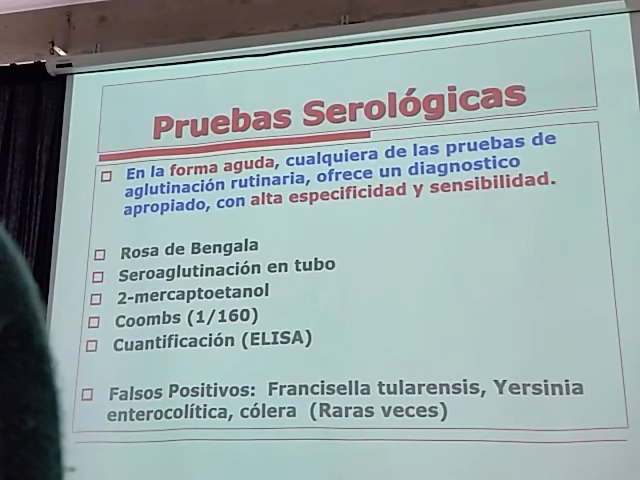 Pruebas Serológicas
En la forma aguda, cualquiera de las pruebas de
aglutinación rutinaria, ofrece un diagnostico
apropiado, con alta especificidad y sensibilidad.
Rosa de Bengala
Seroaglutinación en tubo
2-mercaptoetanol
Coombs (1/160)
Cuantificación (ELISA)
Falsos Positivos: Francisella tularensis, Yersinia
enterocolítica, cólera (Raras veces)